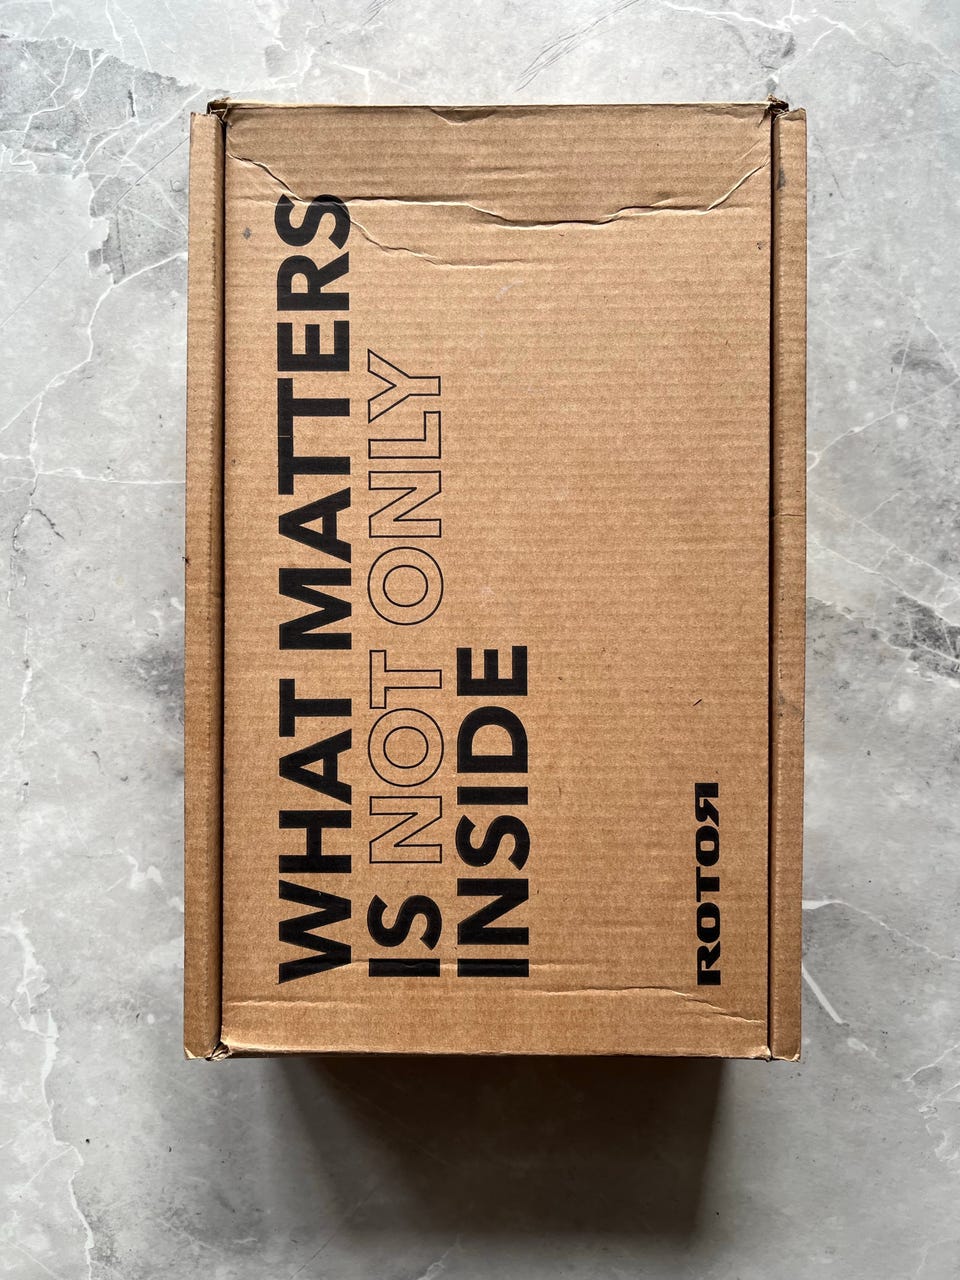 WHAT MATTERS
IS NOT ONLY
INSIDE
ROTOR